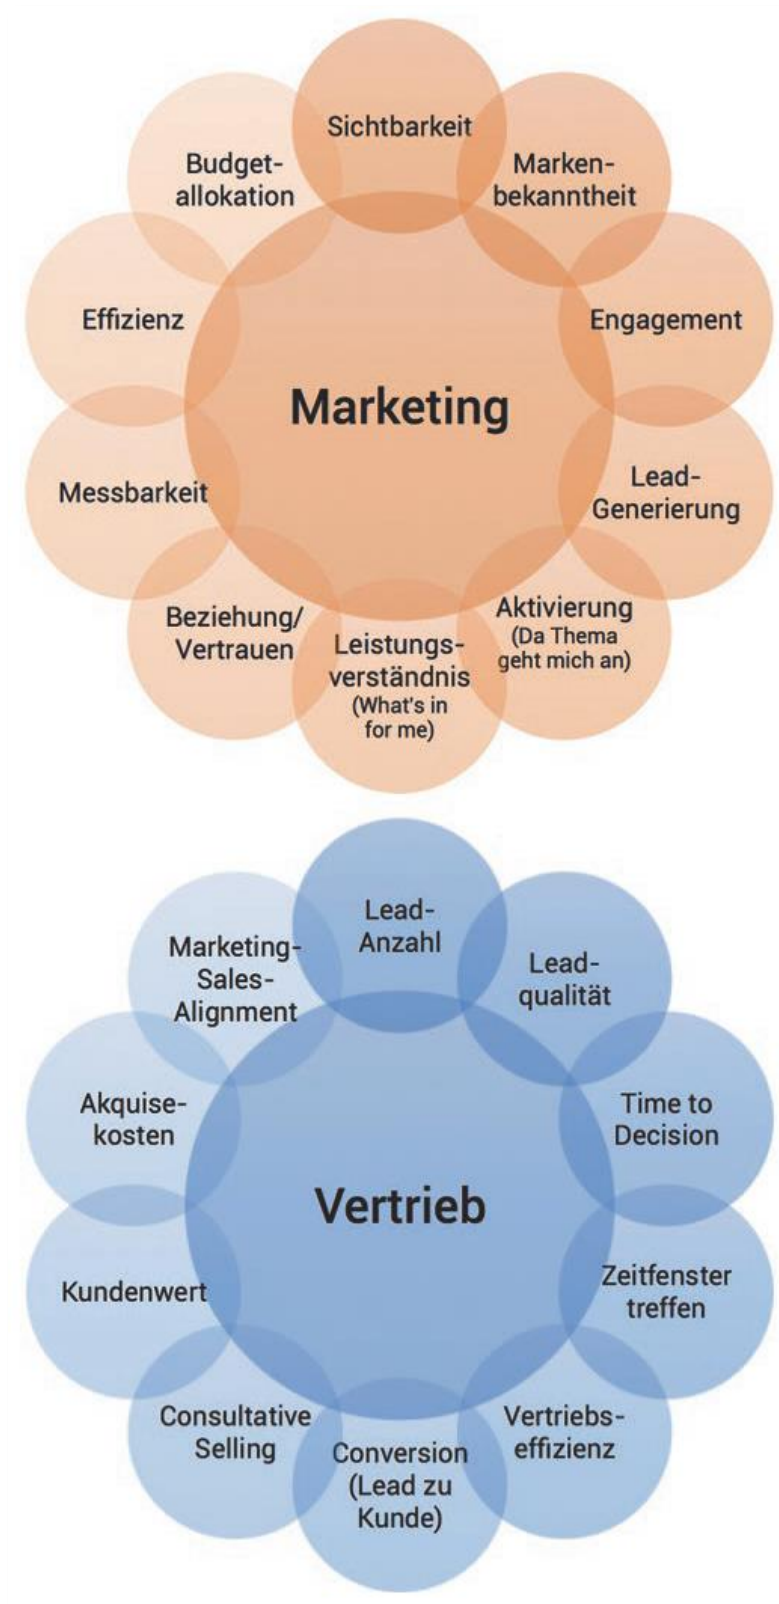 Sichtbarkeit
Marken-
bekanntheit
Engagement
Lead-
Generierung
Aktivierung
(Da Thema
geht mich an)
Leistungs-
verständnis
(What's in
for me)
Beziehung/
Vertrauen
Messbarkeit
Effizienz
Budget-
allokation
Marketing
Lead-
Anzahl
Lead-
qualität
Time to
Decision
Zeitfenster
treffen
Vertriebs-
effizienz
Conversion
(Lead zu
Kunde)
Consultative
Selling
Kundenwert
Akquise-
kosten
Marketing-
Sales-
Alignment
Vertrieb